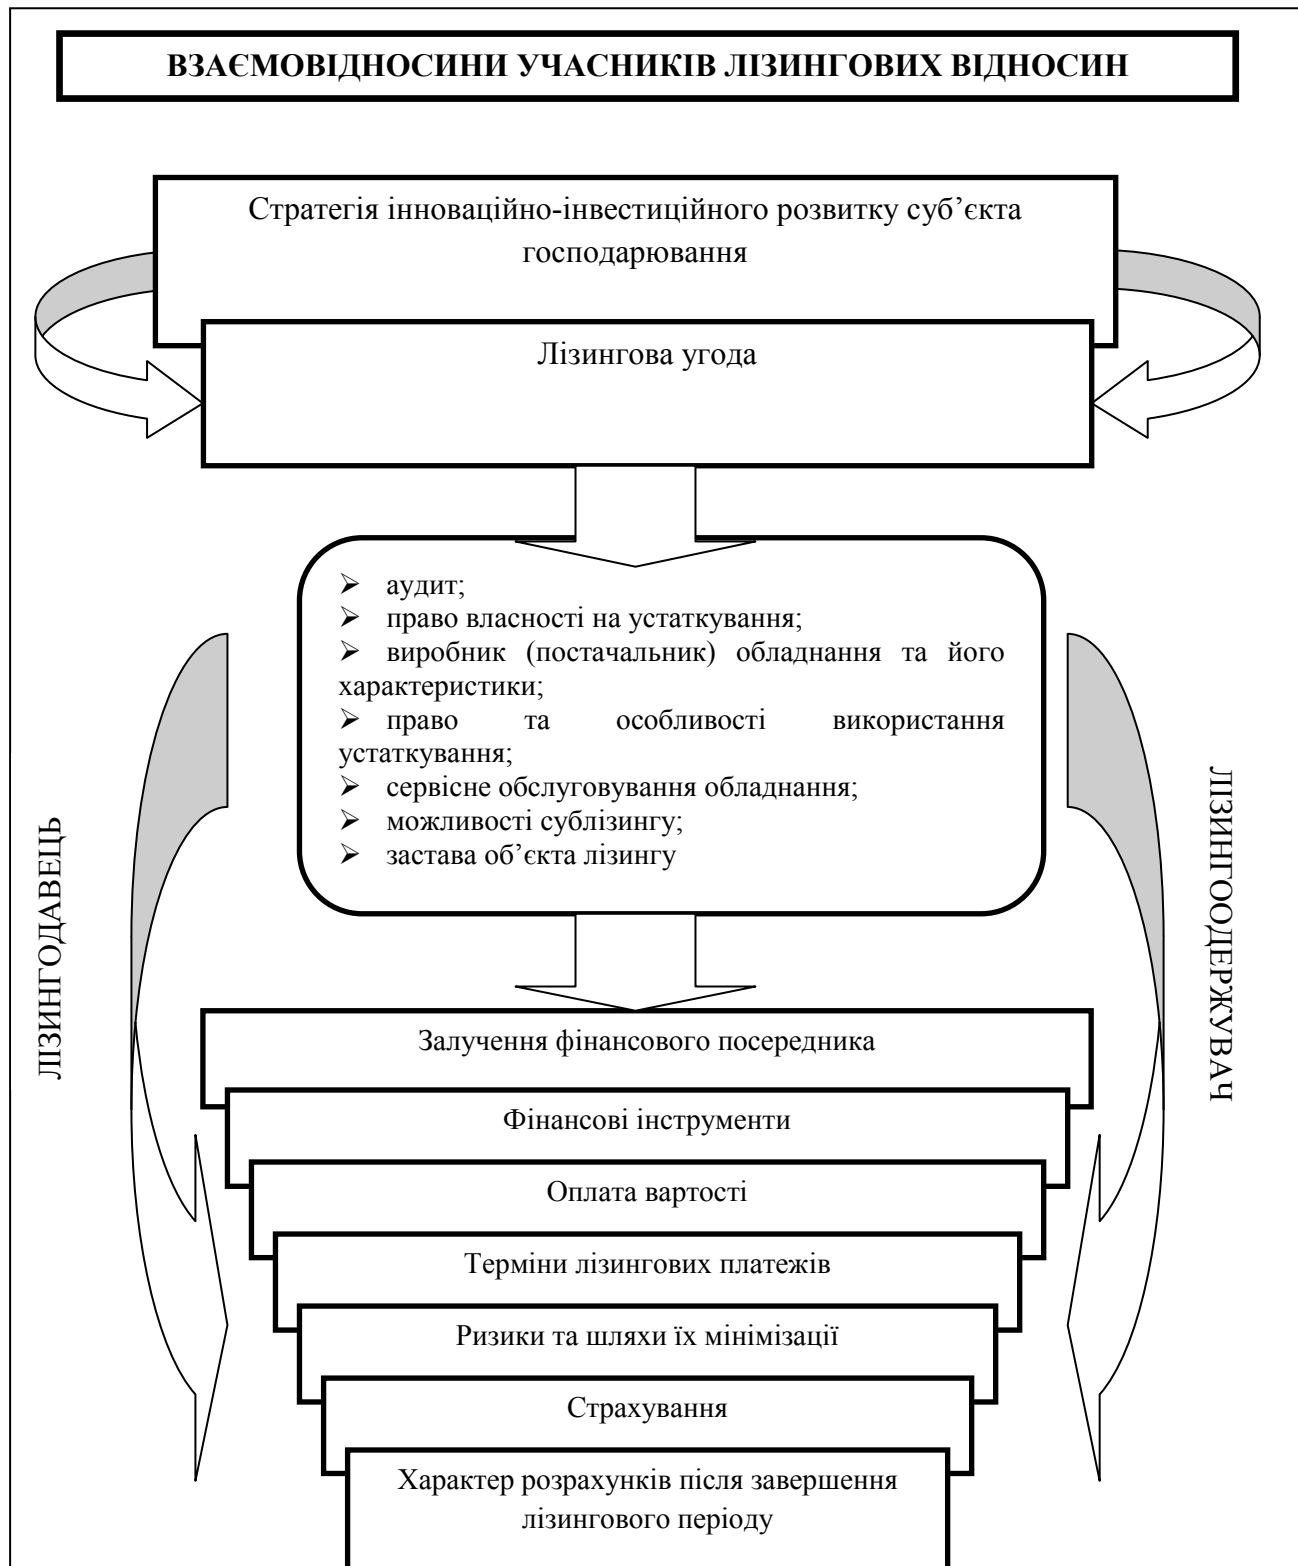 ВЗАЄМОВІДНОСИНИ УЧАСНИКІВ ЛІЗИНГОВИХ ВІДНОСИН
Стратегія інноваційно-інвестиційного розвитку суб’єкта
господарювання
Лізингова угода
➢ аудит;
➢ право власності на устаткування;
➢ виробник (постачальник) обладнання та його
характеристики;
➢ право та особливості використання
устаткування;
➢ сервісне обслуговування обладнання;
➢ можливості сублізингу;
➢ застава об’єкта лізингу
ЛІЗИНГОДАВЕЦЬ
ЛІЗИНГООДЕРЖУВАЧ
Залучення фінансового посередника
Фінансові інструменти
Оплата вартості
Терміни лізингових платежів
Ризики та шляхи їх мінімізації
Страхування
Характер розрахунків після завершення
лізингового періоду